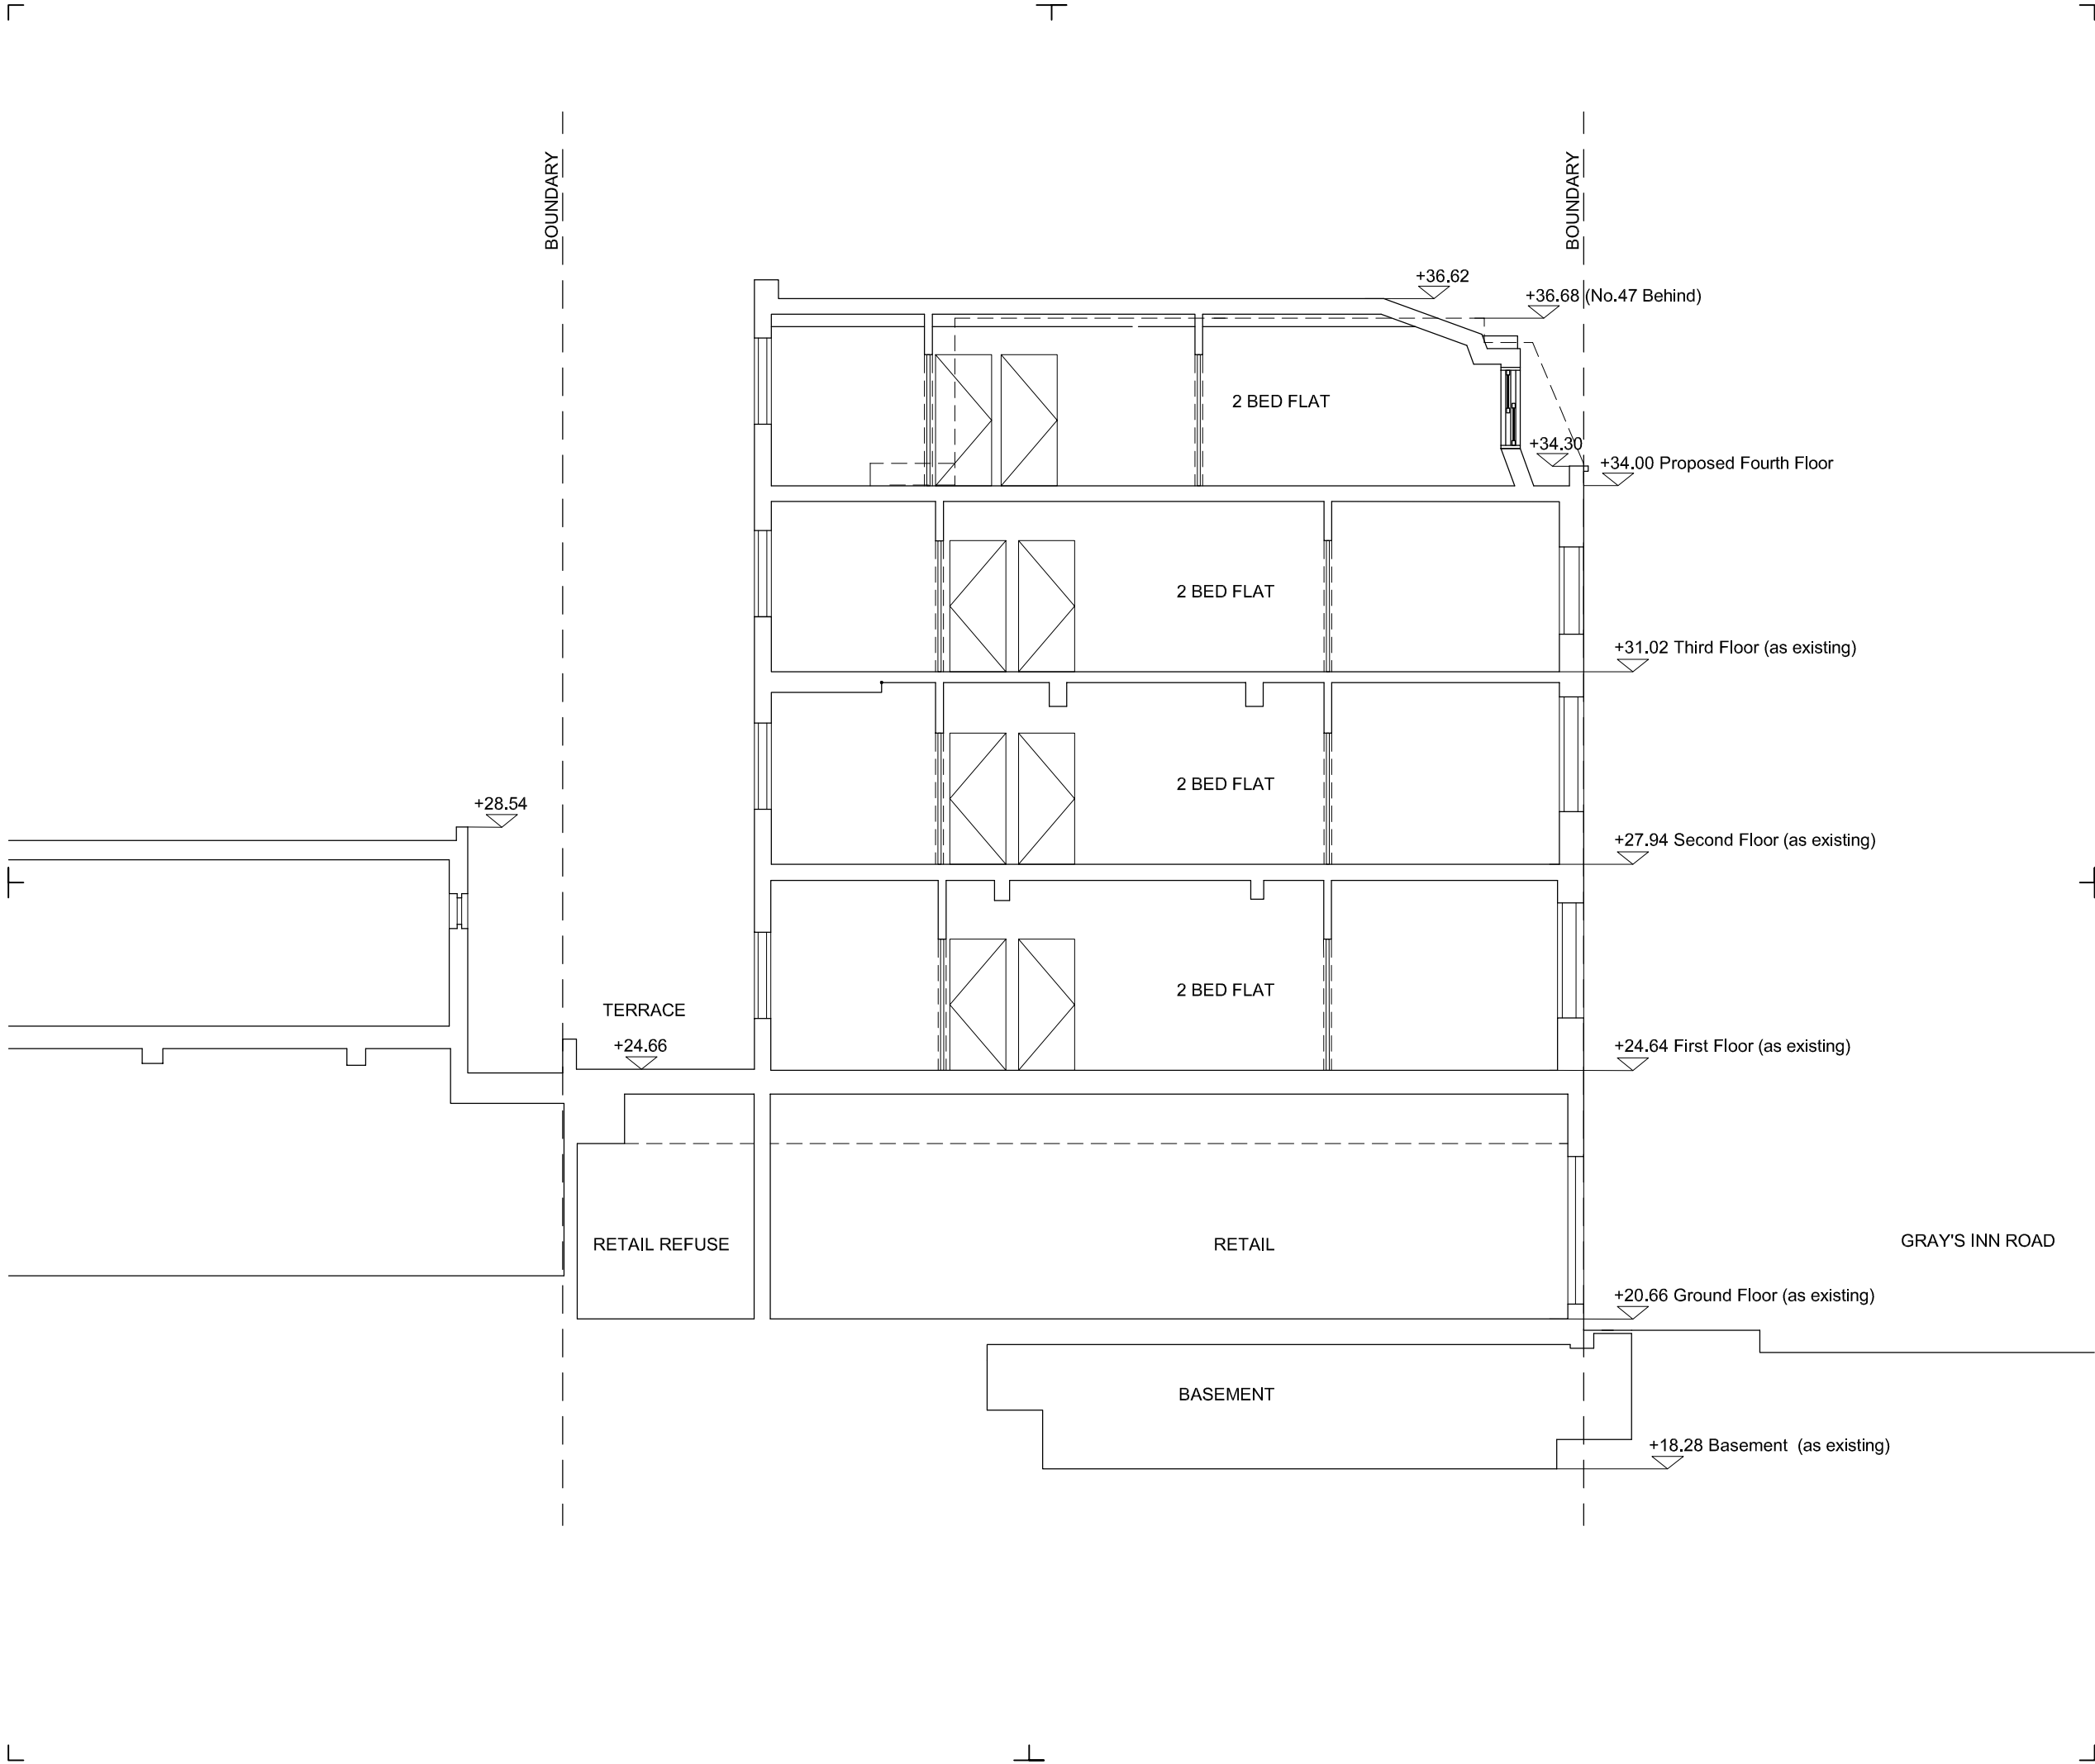 BOUNDARY
BOUNDARY
+36.62
+36.68 (No.47 Behind)
2 BED FLAT
+34.30
+34.00 Proposed Fourth Floor
2 BED FLAT
+31.02 Third Floor (as existing)
2 BED FLAT
+28.54
+27.94 Second Floor (as existing)
2 BED FLAT
TERRACE
+24.66
+24.64 First Floor (as existing)
RETAIL REFUSE
RETAIL
GRAY'S INN ROAD
+20.66 Ground Floor (as existing)
BASEMENT
+18.28 Basement (as existing)